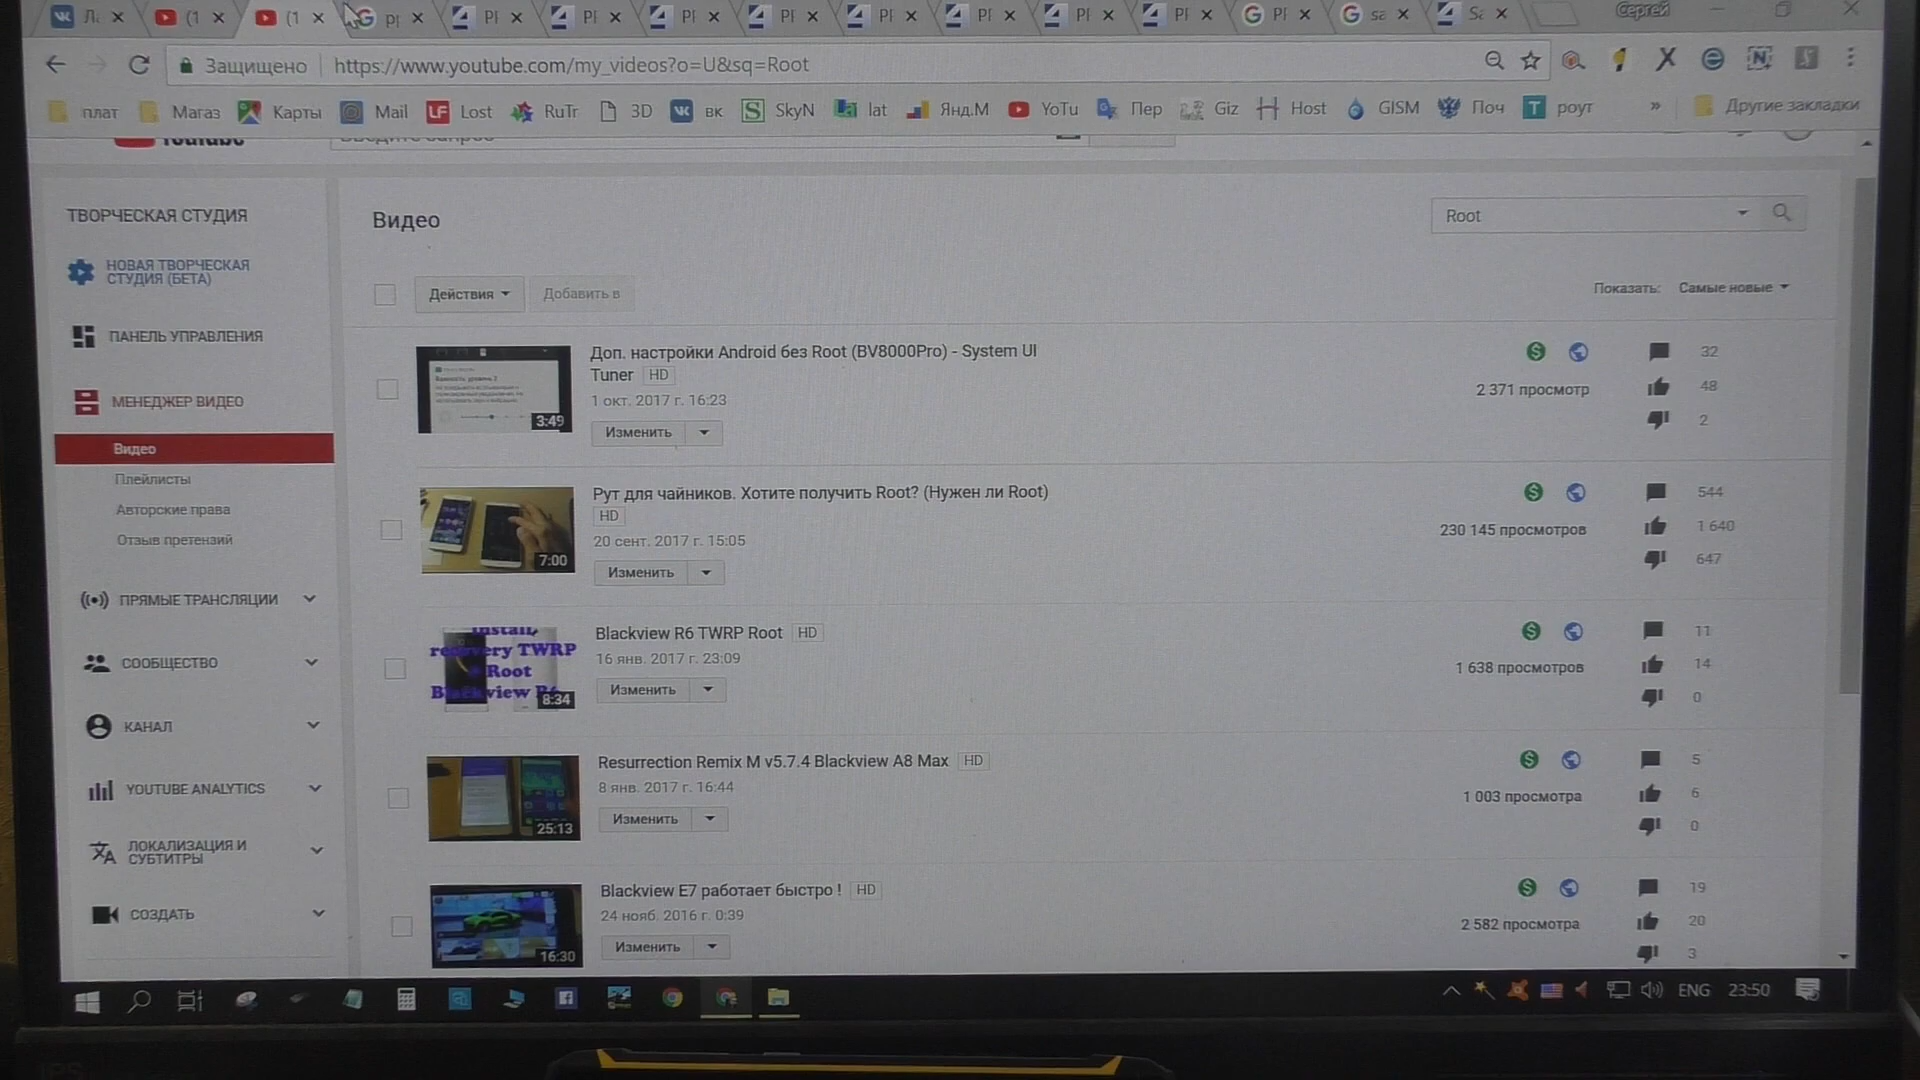 Сергей
Защищено https://www.youtube.com/my_videos?o=U&sq=Root
плат Магаз Карты Mail LF Lost RuTr 3D вк S SkyN lat Янд.М YoTu Пер Giz Host GISM Поч T роут » Другие закладки
ТВОРЧЕСКАЯ СТУДИЯ
НОВАЯ ТВОРЧЕСКАЯ
СТУДИЯ (БЕТА)
ПАНЕЛЬ УПРАВЛЕНИЯ
МЕНЕДЖЕР ВИДЕО
Видео
Плейлисты
Авторские права
Отзыв претензий
ПРЯМЫЕ ТРАНСЛЯЦИИ
СООБЩЕСТВО
КАНАЛ
YOUTUBE ANALYTICS
ЛОКАЛИЗАЦИЯ И
СУБТИТРЫ
СОЗДАТЬ
Видео
Root
Действия Добавить в
Показать: Самые новые
Доп. настройки Android без Root (BV8000Pro) - System UI
Tuner HD
1 окт. 2017 г. 16:23
Изменить
3:49
2 371 просмотр
32
48
2
Рут для чайников. Хотите получить Root? (Нужен ли Root)
HD
20 сент. 2017 г. 15:05
Изменить
7:00
230 145 просмотров
544
1 640
647
install
recovery TWRP
+ Root
Blackview R6
8:34
Blackview R6 TWRP Root HD
16 янв. 2017 г. 23:09
Изменить
1 638 просмотров
11
14
0
Resurrection Remix M v5.7.4 Blackview A8 Max HD
8 янв. 2017 г. 16:44
Изменить
25:13
1 003 просмотра
5
6
0
Blackview E7 работает быстро ! HD
24 нояб. 2016 г. 0:39
Изменить
16:30
2 582 просмотра
19
20
3
ENG 23:50